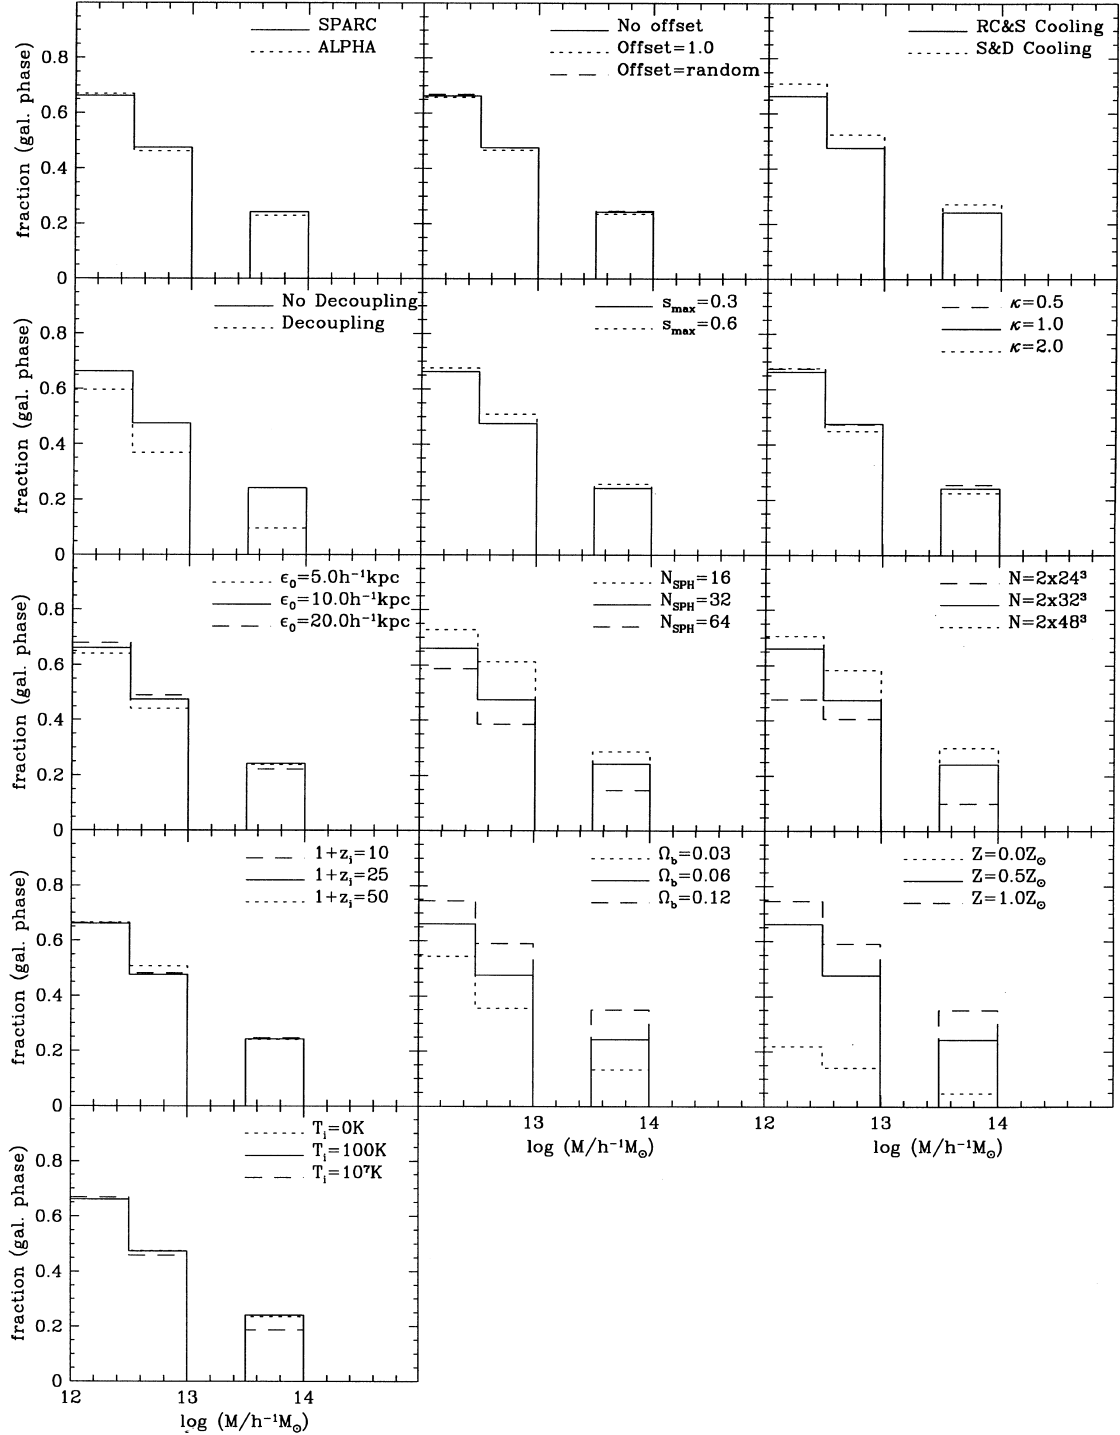 SPARC
ALPHA
No offset
Offset=1.0
Offset=random
RC&S Cooling
S&D Cooling
fraction (gal. phase)
0.8
0.6
0.4
0.2
0
No Decoupling
Decoupling
s_max=0.3
s_max=0.6
κ=0.5
κ=1.0
κ=2.0
fraction (gal. phase)
0.8
0.6
0.4
0.2
0
ε₀=5.0h⁻¹kpc
ε₀=10.0h⁻¹kpc
ε₀=20.0h⁻¹kpc
N_SPH=16
N_SPH=32
N_SPH=64
N=2x24³
N=2x32³
N=2x48³
fraction (gal. phase)
0.8
0.6
0.4
0.2
0
1+z_i=10
1+z_i=25
1+z_i=50
Ω_b=0.03
Ω_b=0.06
Ω_b=0.12
Z=0.0Z☉
Z=0.5Z☉
Z=1.0Z☉
fraction (gal. phase)
0.8
0.6
0.4
0.2
0
13 14
log (M/h⁻¹M☉)
12 13 14 15
log (M/h⁻¹M☉)
T_i=0K
T_i=100K
T_i=10⁷K
fraction (gal. phase)
0.8
0.6
0.4
0.2
0
12 13 14
log (M/h⁻¹M☉)